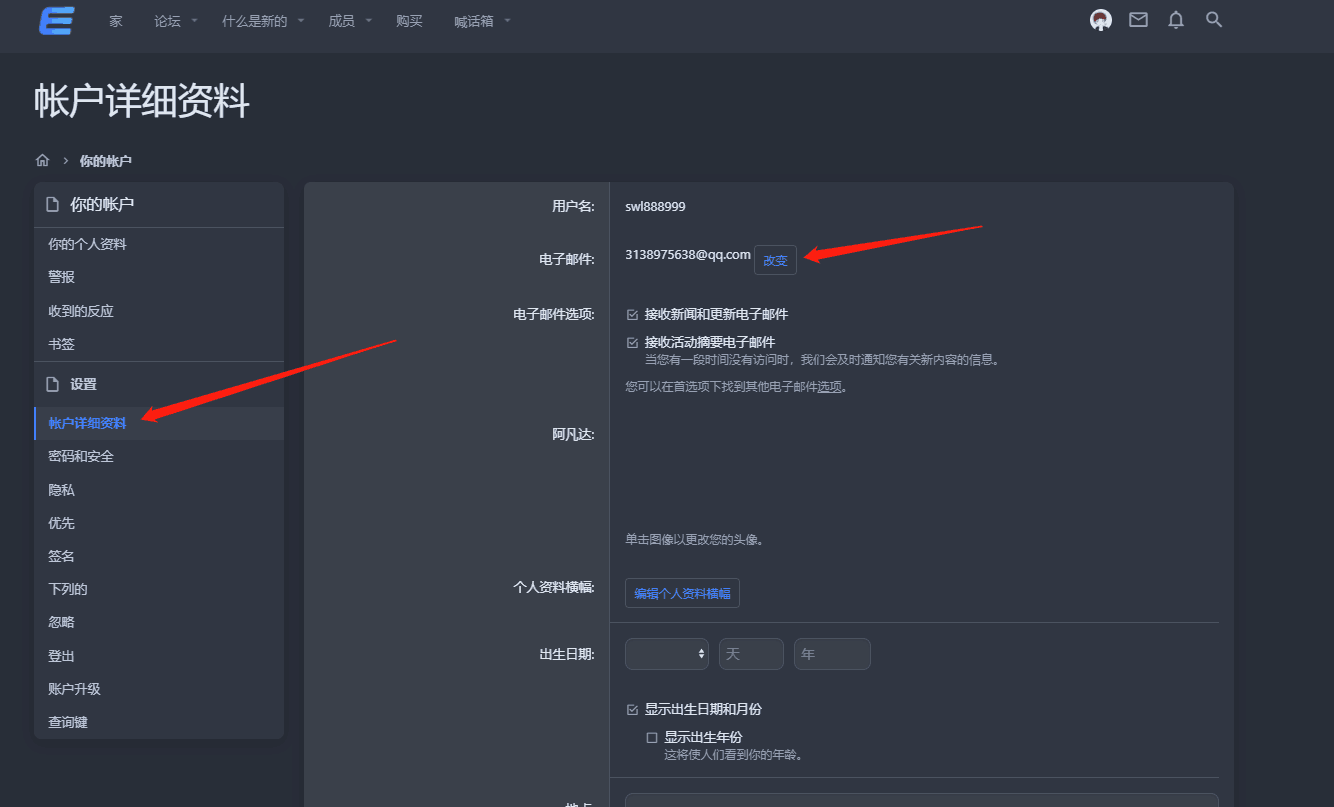 家 论坛 什么是新的 成员 购买 喊话箱
帐户详细资料
你的帐户
你的帐户
你的个人资料
警报
收到的反应
书签
设置
帐户详细资料
密码和安全
隐私
优先
签名
下列的
忽略
登出
账户升级
查询键
用户名: swl888999
电子邮件: 3138975638@qq.com 改变
电子邮件选项: 接收新闻和更新电子邮件
接收活动摘要电子邮件
当您有一段时间没有访问时，我们会及时通知您有关新内容的信息。
您可以在首选项下找到其他电子邮件选项。
阿凡达:
单击图像以更改您的头像。
个人资料横幅: 编辑个人资料横幅
出生日期: 天 年
显示出生日期和月份
显示出生年份
这将使人们看到你的年龄。